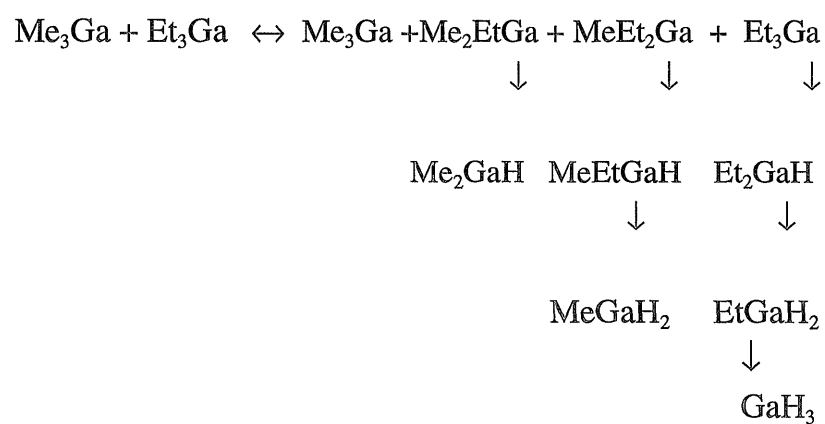 Me₃Ga + Et₃Ga ↔ Me₃Ga +Me₂EtGa + MeEt₂Ga + Et₃Ga
↓ ↓ ↓
Me₂GaH MeEtGaH Et₂GaH
↓ ↓
MeGaH₂ EtGaH₂
↓
GaH₃